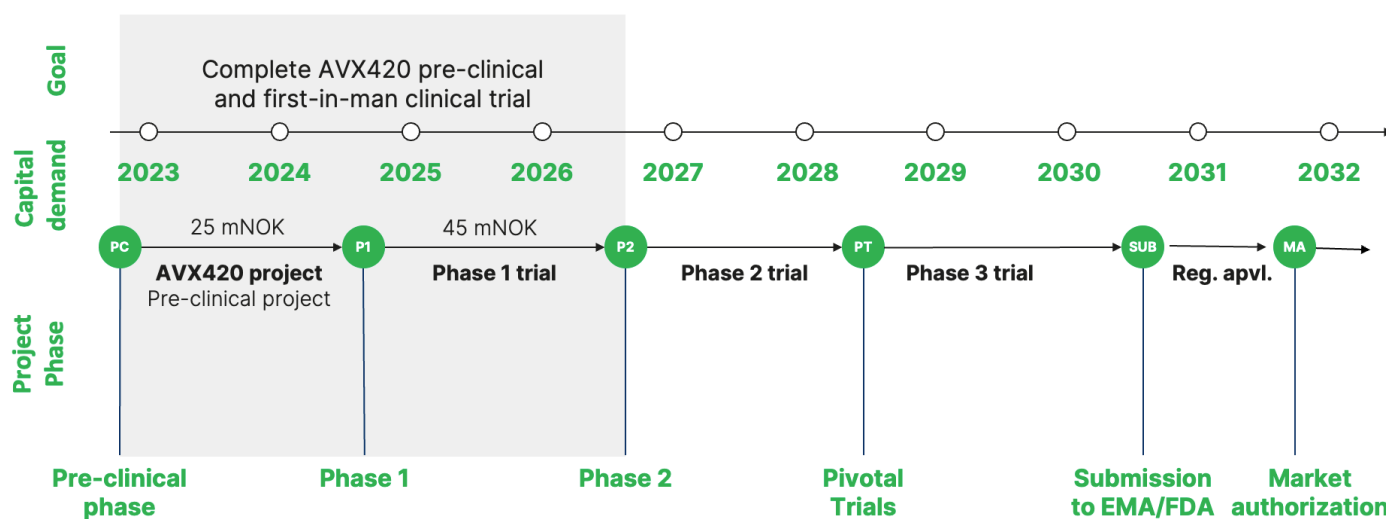 Goal
Complete AVX420 pre-clinical
and first-in-man clinical trial
2023 2024 2025 2026 2027 2028 2029 2030 2031 2032
Capital
demand
25 mNOK 45 mNOK
PC P1 P2 PT SUB MA
AVX420 project Phase 1 trial Phase 2 trial Phase 3 trial Reg. apvl.
Pre-clinical project
Project
Phase
Pre-clinical
phase
Phase 1
Phase 2
Pivotal
Trials
Submission
to EMA/FDA
Market
authorization